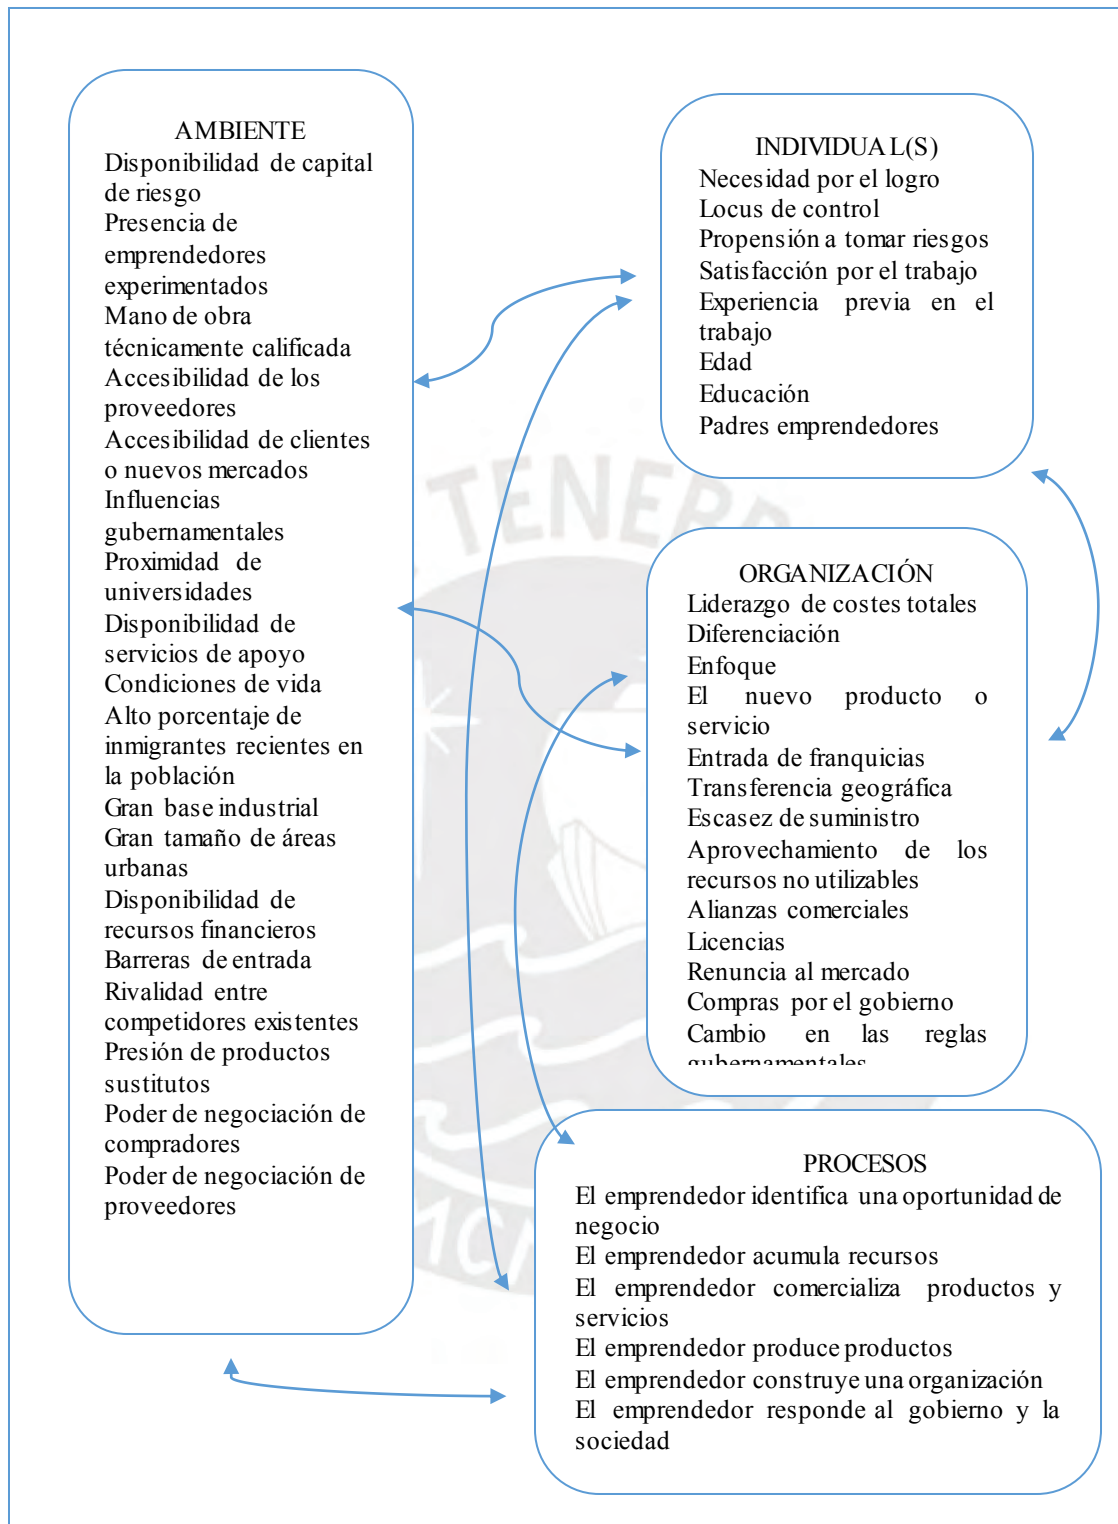 AMBIENTE
Disponibilidad de capital
de riesgo
Presencia de
emprendedores
experimentados
Mano de obra
técnicamente calificada
Accesibilidad de los
proveedores
Accesibilidad de clientes
o nuevos mercados
Influencias
gubernamentales
Proximidad de
universidades
Disponibilidad de
servicios de apoyo
Condiciones de vida
Alto porcentaje de
inmigrantes recientes en
la población
Gran base industrial
Gran tamaño de áreas
urbanas
Disponibilidad de
recursos financieros
Barreras de entrada
Rivalidad entre
competidores existentes
Presión de productos
sustitutos
Poder de negociación de
compradores
Poder de negociación de
proveedores
INDIVIDUAL(S)
Necesidad por el logro
Locus de control
Propensión a tomar riesgos
Satisfacción por el trabajo
Experiencia previa en el
trabajo
Edad
Educación
Padres emprendedores
ORGANIZACIÓN
Liderazgo de costes totales
Diferenciación
Enfoque
El nuevo producto o
servicio
Entrada de franquicias
Transferencia geográfica
Escasez de suministro
Aprovechamiento de los
recursos no utilizables
Alianzas comerciales
Licencias
Renuncia al mercado
Compras por el gobierno
Cambio en las reglas
gubernamentales
PROCESOS
El emprendedor identifica una oportunidad de
negocio
El emprendedor acumula recursos
El emprendedor comercializa productos y
servicios
El emprendedor produce productos
El emprendedor construye una organización
El emprendedor responde al gobierno y la
sociedad